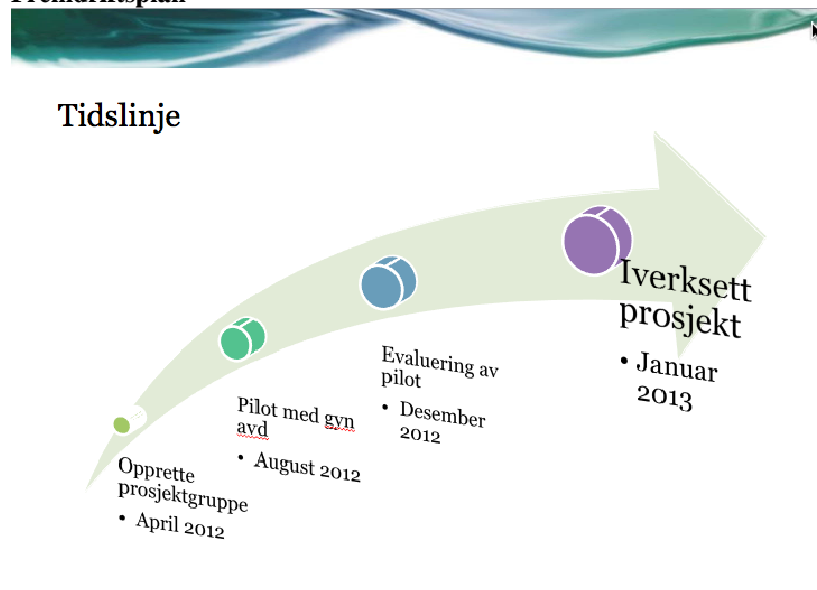 Fremdriftsplan
Tidslinje
Opprette
prosjektgruppe
• April 2012
Pilot med gyn
avd
• August 2012
Evaluering av
pilot
• Desember
2012
Iverksett
prosjekt
• Januar
2013